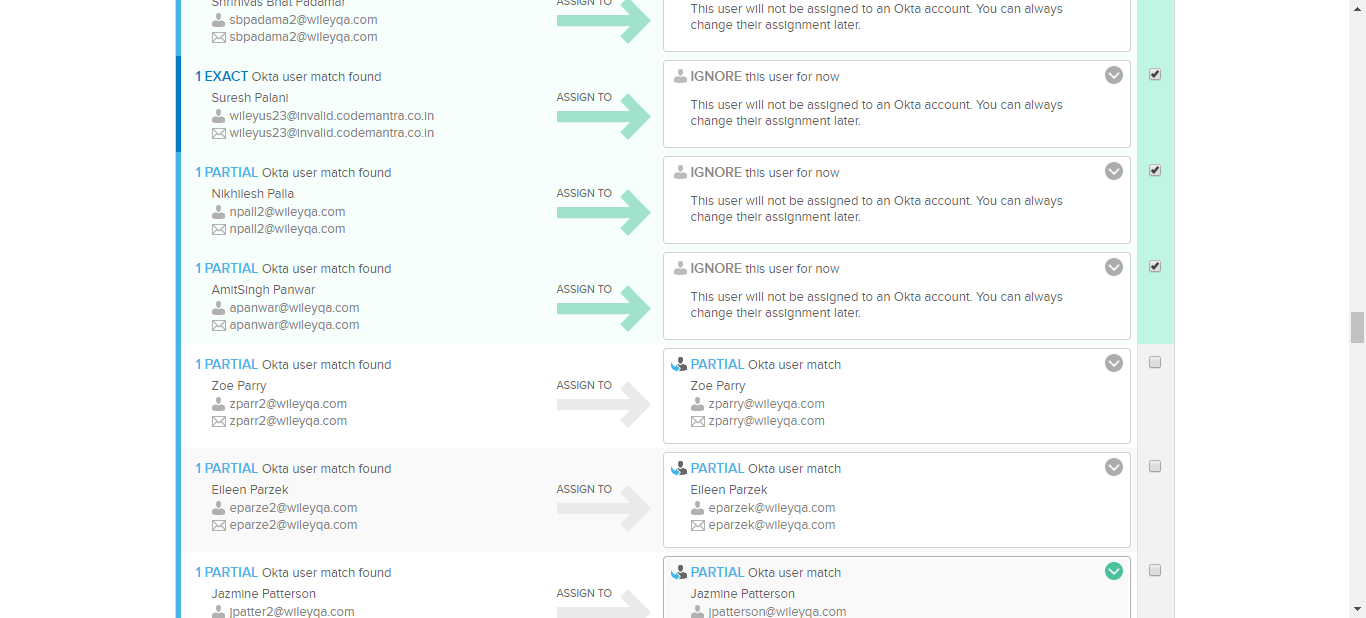 Shrinivas Bhat Padamar
sbpadama2@wileyqa.com
sbpadama2@wileyqa.com
ASSIGN TO
This user will not be assigned to an Okta account. You can always
change their assignment later.
1 EXACT Okta user match found
Suresh Palani
wileyus23@invalid.codemantra.co.in
wileyus23@invalid.codemantra.co.in
ASSIGN TO
IGNORE this user for now
This user will not be assigned to an Okta account. You can always
change their assignment later.
1 PARTIAL Okta user match found
Nikhilesh Palla
npall2@wileyqa.com
npall2@wileyqa.com
ASSIGN TO
IGNORE this user for now
This user will not be assigned to an Okta account. You can always
change their assignment later.
1 PARTIAL Okta user match found
AmitSingh Panwar
apanwar@wileyqa.com
apanwar@wileyqa.com
ASSIGN TO
IGNORE this user for now
This user will not be assigned to an Okta account. You can always
change their assignment later.
1 PARTIAL Okta user match found
Zoe Parry
zparr2@wileyqa.com
zparr2@wileyqa.com
ASSIGN TO
PARTIAL Okta user match
Zoe Parry
zparry@wileyqa.com
zparry@wileyqa.com
1 PARTIAL Okta user match found
Eileen Parzek
eparze2@wileyqa.com
eparze2@wileyqa.com
ASSIGN TO
PARTIAL Okta user match
Eileen Parzek
eparzek@wileyqa.com
eparzek@wileyqa.com
1 PARTIAL Okta user match found
Jazmine Patterson
jpatter2@wileyqa.com
ASSIGN TO
PARTIAL Okta user match
Jazmine Patterson
jpatterson@wileyqa.com